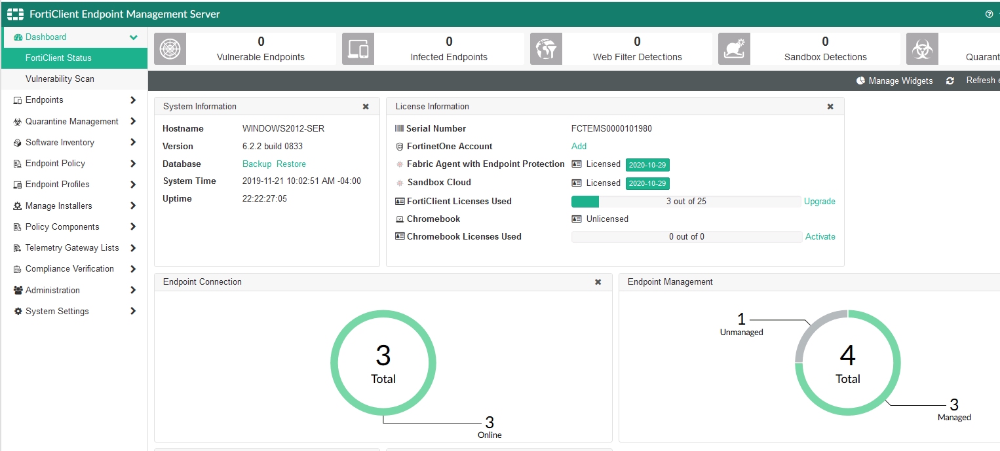 FortiClient Endpoint Management Server
Dashboard
FortiClient Status
Vulnerability Scan
Endpoints
Quarantine Management
Software Inventory
Endpoint Policy
Endpoint Profiles
Manage Installers
Policy Components
Telemetry Gateway Lists
Compliance Verification
Administration
System Settings
0
Vulnerable Endpoints
0
Infected Endpoints
0
Web Filter Detections
0
Sandbox Detections
Quarant
Manage Widgets Refresh e
System Information
Hostname WINDOWS2012-SER
Version 6.2.2 build 0833
Database Backup Restore
System Time 2019-11-21 10:02:51 AM -04:00
Uptime 22:22:27:05
License Information
Serial Number FCTEMS0000101980
FortinetOne Account Add
Fabric Agent with Endpoint Protection Licensed 2020-10-29
Sandbox Cloud Licensed 2020-10-29
FortiClient Licenses Used 3 out of 25 Upgrade
Chromebook Unlicensed
Chromebook Licenses Used 0 out of 0 Activate
Endpoint Connection
3
Total
3
Online
Endpoint Management
1
Unmanaged
4
Total
3
Managed